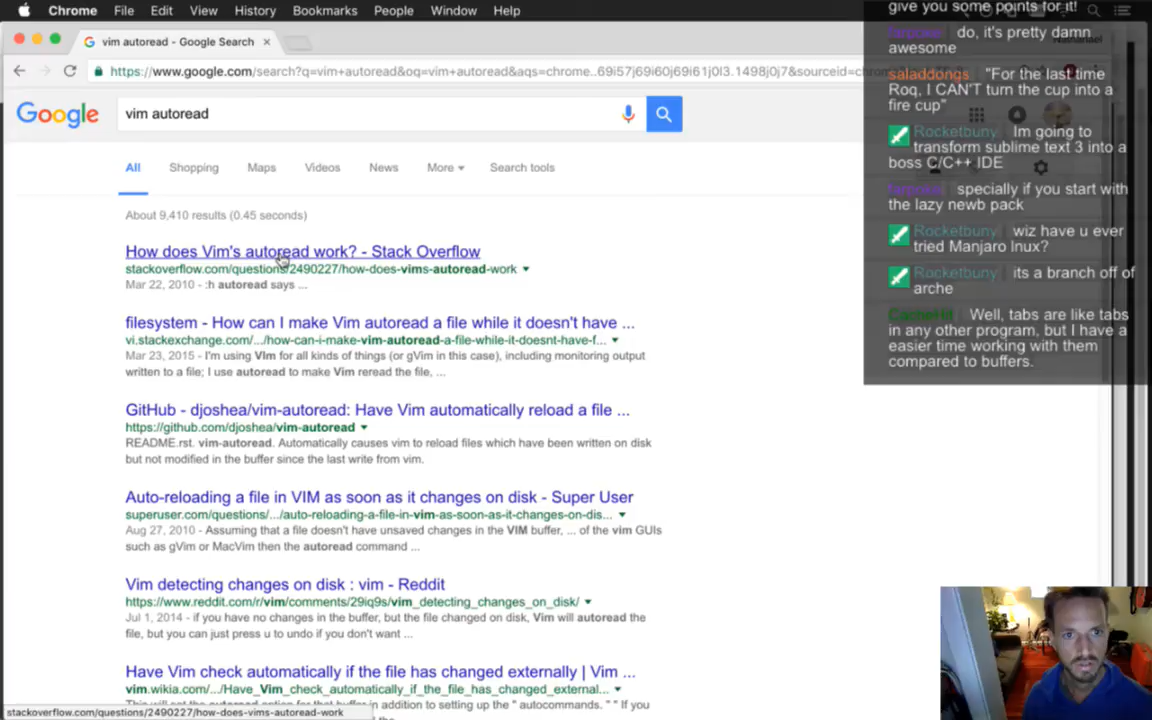 Chrome File Edit View History Bookmarks People Window Help
vim autoread - Google Search
https://www.google.com/search?q=vim+autoread&oq=vim+autoread&aqs=chrome..69i57j69i60j69i61j0l3.1498j0j7&sourceid=chrom
Google
vim autoread
All Shopping Maps Videos News More Search tools
About 9,410 results (0.45 seconds)
How does Vim's autoread work? - Stack Overflow
stackoverflow.com/questions/2490227/how-does-vims-autoread-work
Mar 22, 2010 - :h autoread says ...
filesystem - How can I make Vim autoread a file while it doesn't have ...
vi.stackexchange.com/.../how-can-i-make-vim-autoread-a-file-while-it-doesnt-have-f...
Mar 23, 2015 - I'm using Vim for all kinds of things (or gVim in this case), including monitoring output
written to a file; I use autoread to make Vim reread the file, ...
GitHub - djoshea/vim-autoread: Have Vim automatically reload a file ...
https://github.com/djoshea/vim-autoread
README.rst. vim-autoread. Automatically causes vim to reload files which have been written on disk
but not modified in the buffer since the last write from vim.
Auto-reloading a file in VIM as soon as it changes on disk - Super User
superuser.com/questions/.../auto-reloading-a-file-in-vim-as-soon-as-it-changes-on-dis...
Aug 27, 2010 - Assuming that a file doesn't have unsaved changes in the VIM buffer, ... of the vim GUIs
such as gVim or MacVim then the autoread command ...
Vim detecting changes on disk : vim - Reddit
https://www.reddit.com/r/vim/comments/29iq9s/vim_detecting_changes_on_disk/
Jul 1, 2014 - if you have no changes in the buffer, but the file changed on disk, Vim will autoread the
file, but you can just press u to undo if you don't want ...
Have Vim check automatically if the file has changed externally | Vim ...
vim.wikia.com/.../Have_Vim_check_automatically_if_the_file_has_changed_external...
stackoverflow.com/questions/2490227/how-does-vims-autoread-work
give you some points for it!
farpoke do, it's pretty damn
awesome
saladdongs "For the last time
Roq, I CAN'T turn the cup into a
fire cup"
Rocketbuny Im going to
transform sublime text 3 into a
boss C/C++ IDE
farpoke specially if you start with
the lazy newb pack
Rocketbuny wiz have u ever
tried Manjaro lnux?
Rocketbuny its a branch off of
arche
CacheHit Well, tabs are like tabs
in any other program, but I have a
easier time working with them
compared to buffers.